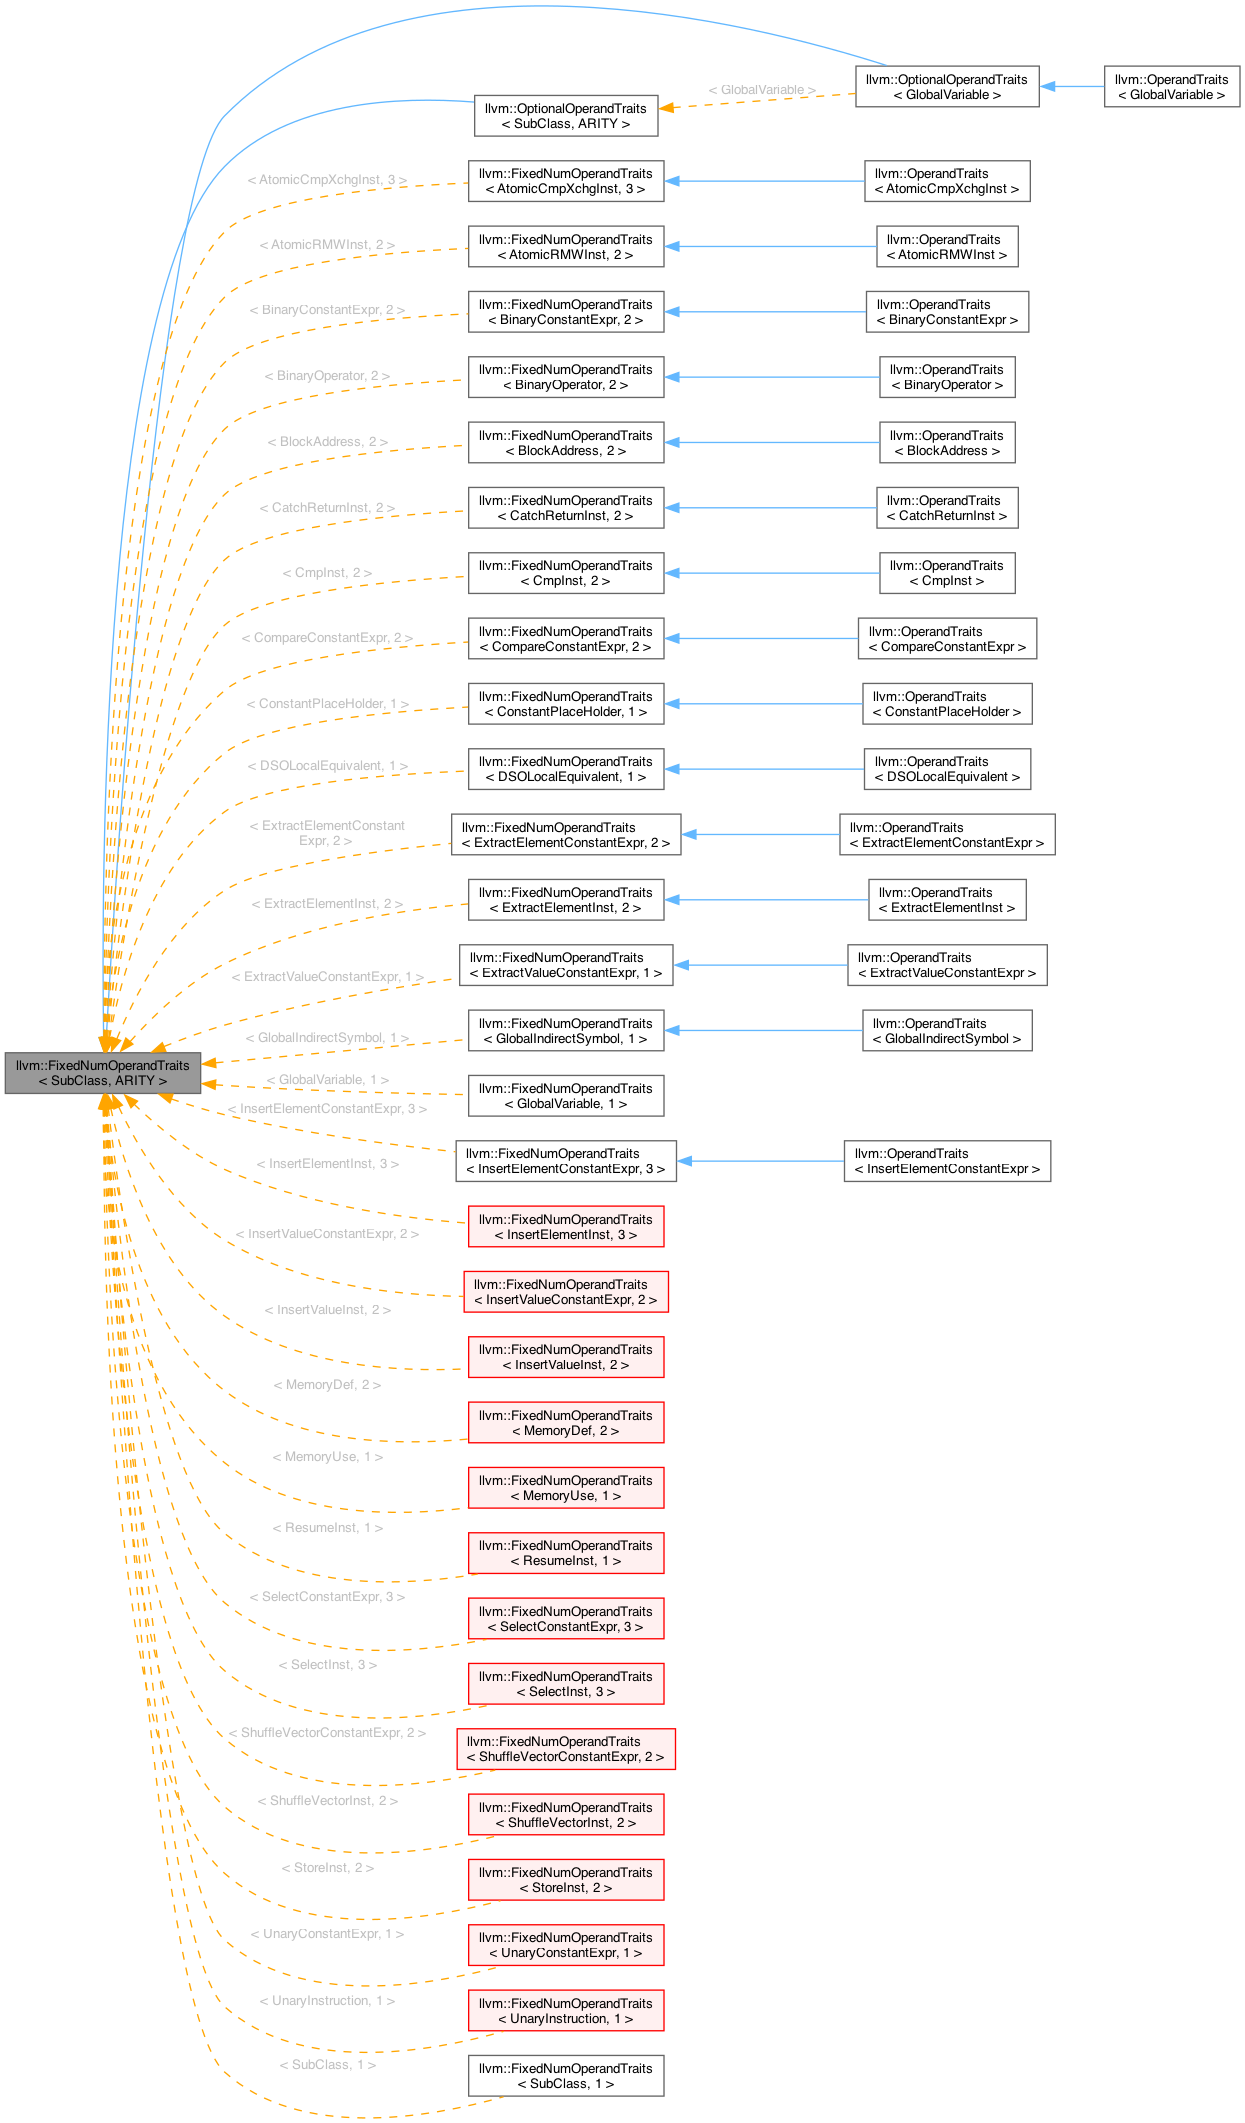 llvm::OptionalOperandTraits
< GlobalVariable >
llvm::OperandTraits
< GlobalVariable >
< GlobalVariable >
llvm::OptionalOperandTraits
< SubClass, ARITY >
< AtomicCmpXchgInst, 3 >
llvm::FixedNumOperandTraits
< AtomicCmpXchgInst, 3 >
llvm::OperandTraits
< AtomicCmpXchgInst >
< AtomicRMWInst, 2 >
llvm::FixedNumOperandTraits
< AtomicRMWInst, 2 >
llvm::OperandTraits
< AtomicRMWInst >
< BinaryConstantExpr, 2 >
llvm::FixedNumOperandTraits
< BinaryConstantExpr, 2 >
llvm::OperandTraits
< BinaryConstantExpr >
< BinaryOperator, 2 >
llvm::FixedNumOperandTraits
< BinaryOperator, 2 >
llvm::OperandTraits
< BinaryOperator >
< BlockAddress, 2 >
llvm::FixedNumOperandTraits
< BlockAddress, 2 >
llvm::OperandTraits
< BlockAddress >
< CatchReturnInst, 2 >
llvm::FixedNumOperandTraits
< CatchReturnInst, 2 >
llvm::OperandTraits
< CatchReturnInst >
< CmpInst, 2 >
llvm::FixedNumOperandTraits
< CmpInst, 2 >
llvm::OperandTraits
< CmpInst >
< CompareConstantExpr, 2 >
llvm::FixedNumOperandTraits
< CompareConstantExpr, 2 >
llvm::OperandTraits
< CompareConstantExpr >
< ConstantPlaceHolder, 1 >
llvm::FixedNumOperandTraits
< ConstantPlaceHolder, 1 >
llvm::OperandTraits
< ConstantPlaceHolder >
< DSOLocalEquivalent, 1 >
llvm::FixedNumOperandTraits
< DSOLocalEquivalent, 1 >
llvm::OperandTraits
< DSOLocalEquivalent >
< ExtractElementConstant
Expr, 2 >
llvm::FixedNumOperandTraits
< ExtractElementConstantExpr, 2 >
llvm::OperandTraits
< ExtractElementConstantExpr >
< ExtractElementInst, 2 >
llvm::FixedNumOperandTraits
< ExtractElementInst, 2 >
llvm::OperandTraits
< ExtractElementInst >
< ExtractValueConstantExpr, 1 >
llvm::FixedNumOperandTraits
< ExtractValueConstantExpr, 1 >
llvm::OperandTraits
< ExtractValueConstantExpr >
< GlobalIndirectSymbol, 1 >
llvm::FixedNumOperandTraits
< GlobalIndirectSymbol, 1 >
llvm::OperandTraits
< GlobalIndirectSymbol >
llvm::FixedNumOperandTraits
< SubClass, ARITY >
< GlobalVariable, 1 >
llvm::FixedNumOperandTraits
< GlobalVariable, 1 >
< InsertElementConstantExpr, 3 >
llvm::FixedNumOperandTraits
< InsertElementConstantExpr, 3 >
llvm::OperandTraits
< InsertElementConstantExpr >
< InsertElementInst, 3 >
llvm::FixedNumOperandTraits
< InsertElementInst, 3 >
< InsertValueConstantExpr, 2 >
llvm::FixedNumOperandTraits
< InsertValueConstantExpr, 2 >
< InsertValueInst, 2 >
llvm::FixedNumOperandTraits
< InsertValueInst, 2 >
< MemoryDef, 2 >
llvm::FixedNumOperandTraits
< MemoryDef, 2 >
< MemoryUse, 1 >
llvm::FixedNumOperandTraits
< MemoryUse, 1 >
< ResumeInst, 1 >
llvm::FixedNumOperandTraits
< ResumeInst, 1 >
< SelectConstantExpr, 3 >
llvm::FixedNumOperandTraits
< SelectConstantExpr, 3 >
< SelectInst, 3 >
llvm::FixedNumOperandTraits
< SelectInst, 3 >
< ShuffleVectorConstantExpr, 2 >
llvm::FixedNumOperandTraits
< ShuffleVectorConstantExpr, 2 >
< ShuffleVectorInst, 2 >
llvm::FixedNumOperandTraits
< ShuffleVectorInst, 2 >
< StoreInst, 2 >
llvm::FixedNumOperandTraits
< StoreInst, 2 >
< UnaryConstantExpr, 1 >
llvm::FixedNumOperandTraits
< UnaryConstantExpr, 1 >
< UnaryInstruction, 1 >
llvm::FixedNumOperandTraits
< UnaryInstruction, 1 >
< SubClass, 1 >
llvm::FixedNumOperandTraits
< SubClass, 1 >